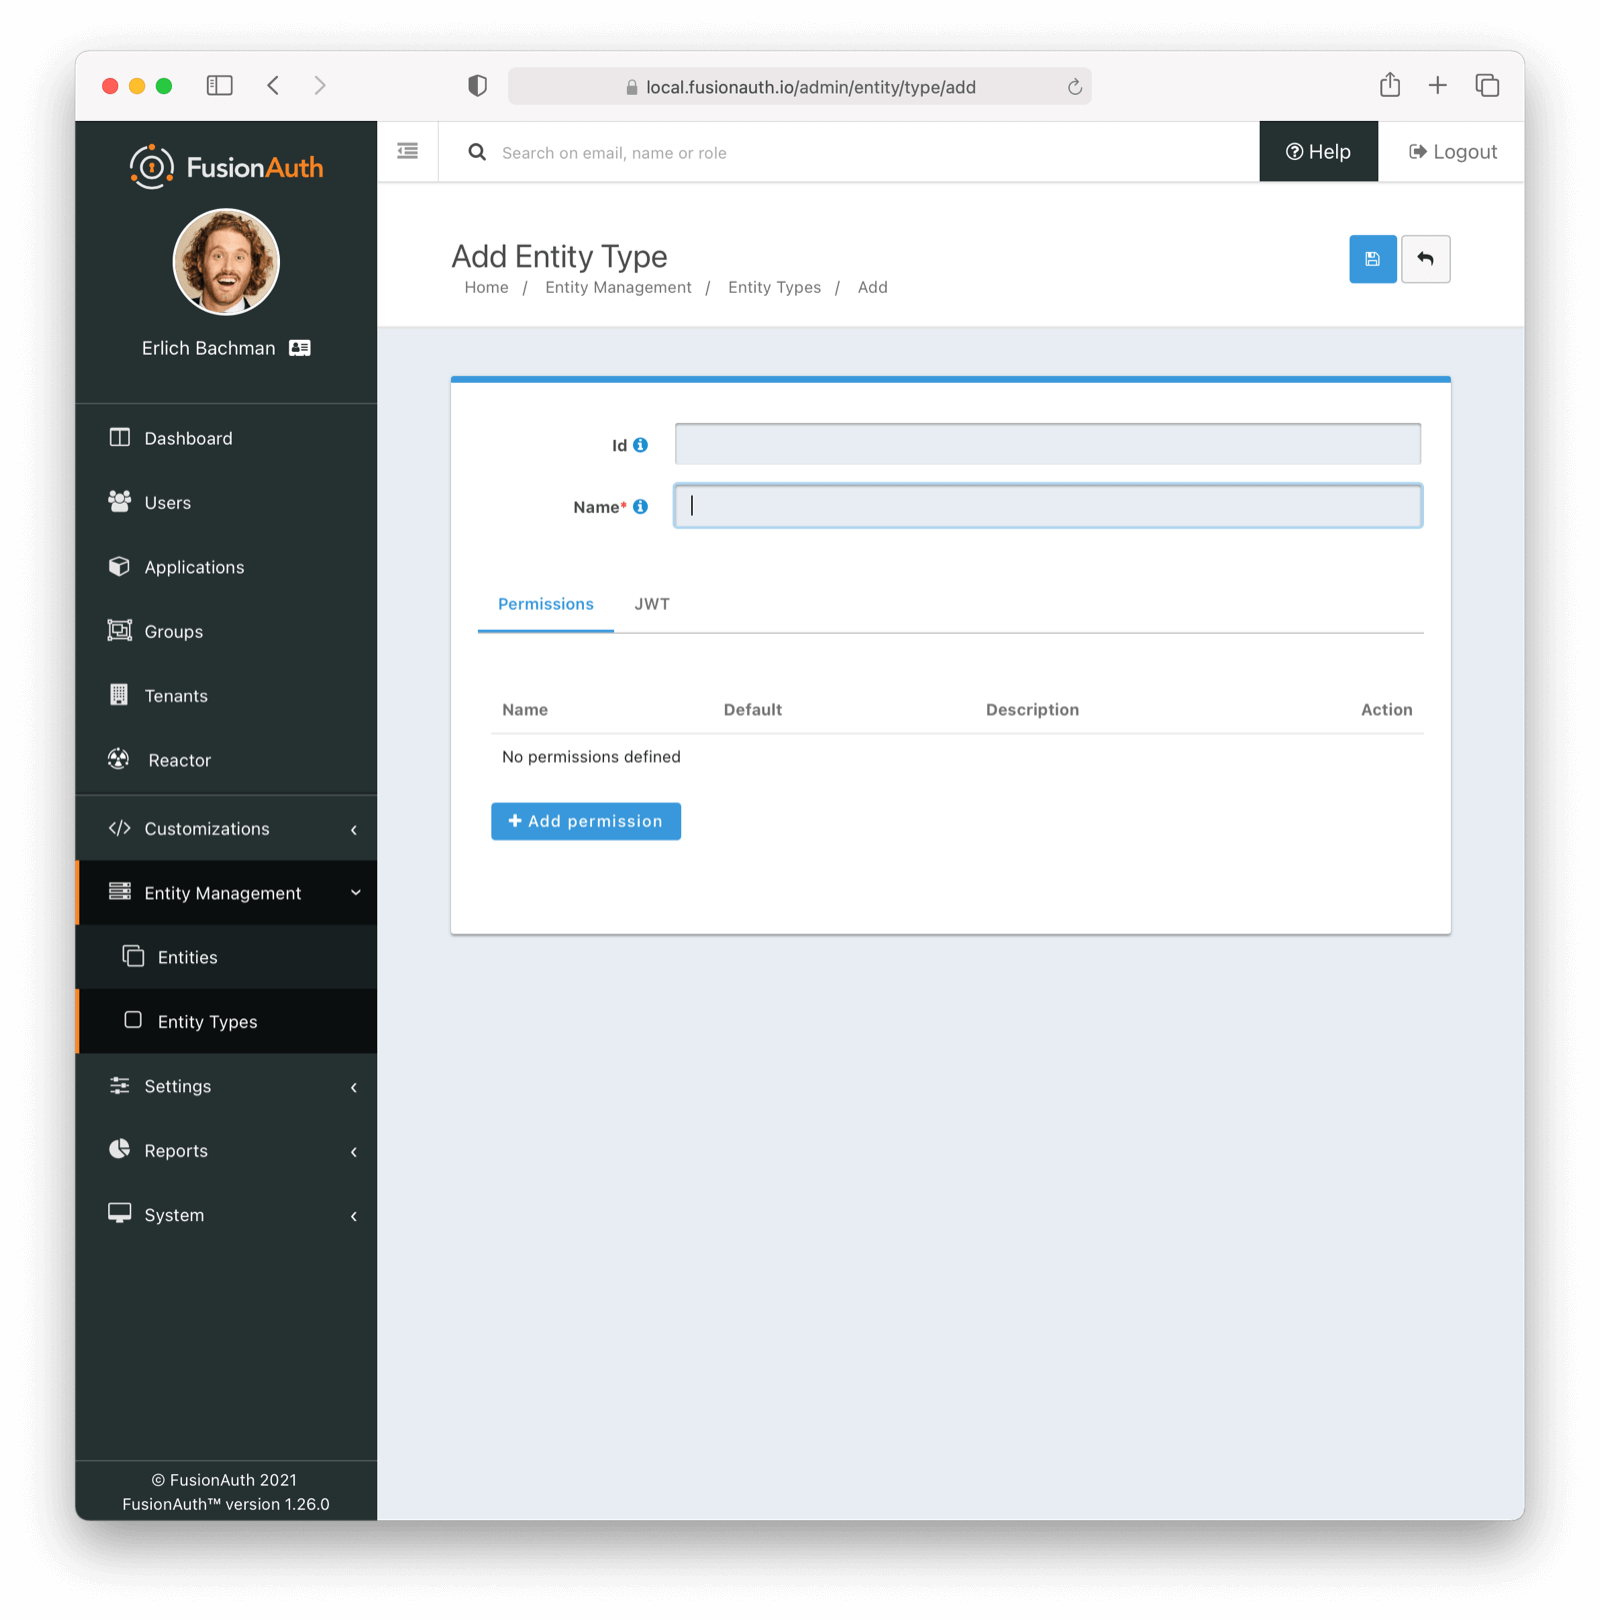 local.fusionauth.io/admin/entity/type/add
FusionAuth
Search on email, name or role
Help
Logout
Erlich Bachman
Add Entity Type
Home / Entity Management / Entity Types / Add
Dashboard
Users
Applications
Groups
Tenants
Reactor
Customizations
Entity Management
Entities
Entity Types
Settings
Reports
System
Id
Name*
Permissions JWT
Name Default Description Action
No permissions defined
Add permission
© FusionAuth 2021
FusionAuth™ version 1.26.0